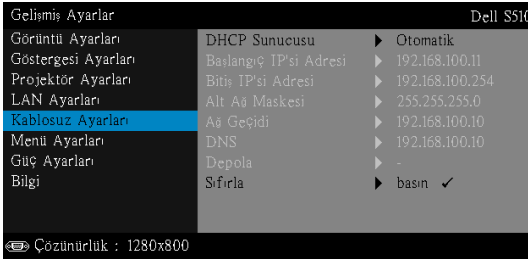 Gelişmiş Ayarlar Dell S510
Görüntü Ayarları
Göstergesi Ayarları
Projektör Ayarları
LAN Ayarları
Kablosuz Ayarları
Menü Ayarları
Güç Ayarları
Bilgi
DHCP Sunucusu Otomatik
Başlangıç IP'si Adresi 192.168.100.11
Bitiş IP'si Adresi 192.168.100.254
Alt Ağ Maskesi 255.255.255.0
Ağ Geçidi 192.168.100.10
DNS 192.168.100.10
Depola -
Sıfırla basın ✓
Çözünürlük : 1280x800